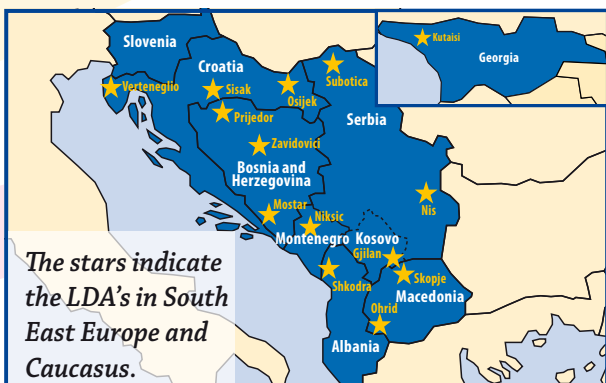 Slovenia
Kutaisi
Georgia
Croatia
Subotica
Verteneglio
Sisak
Osijek
Prijedor
Serbia
Zavidovici
Bosnia and
Herzegovina
Mostar
Nis
Niksic
Montenegro
Kosovo
Gjilan
Skopje
Shkodra
Macedonia
Ohrid
Albania
The stars indicate
the LDA's in South
East Europe and
Caucasus.